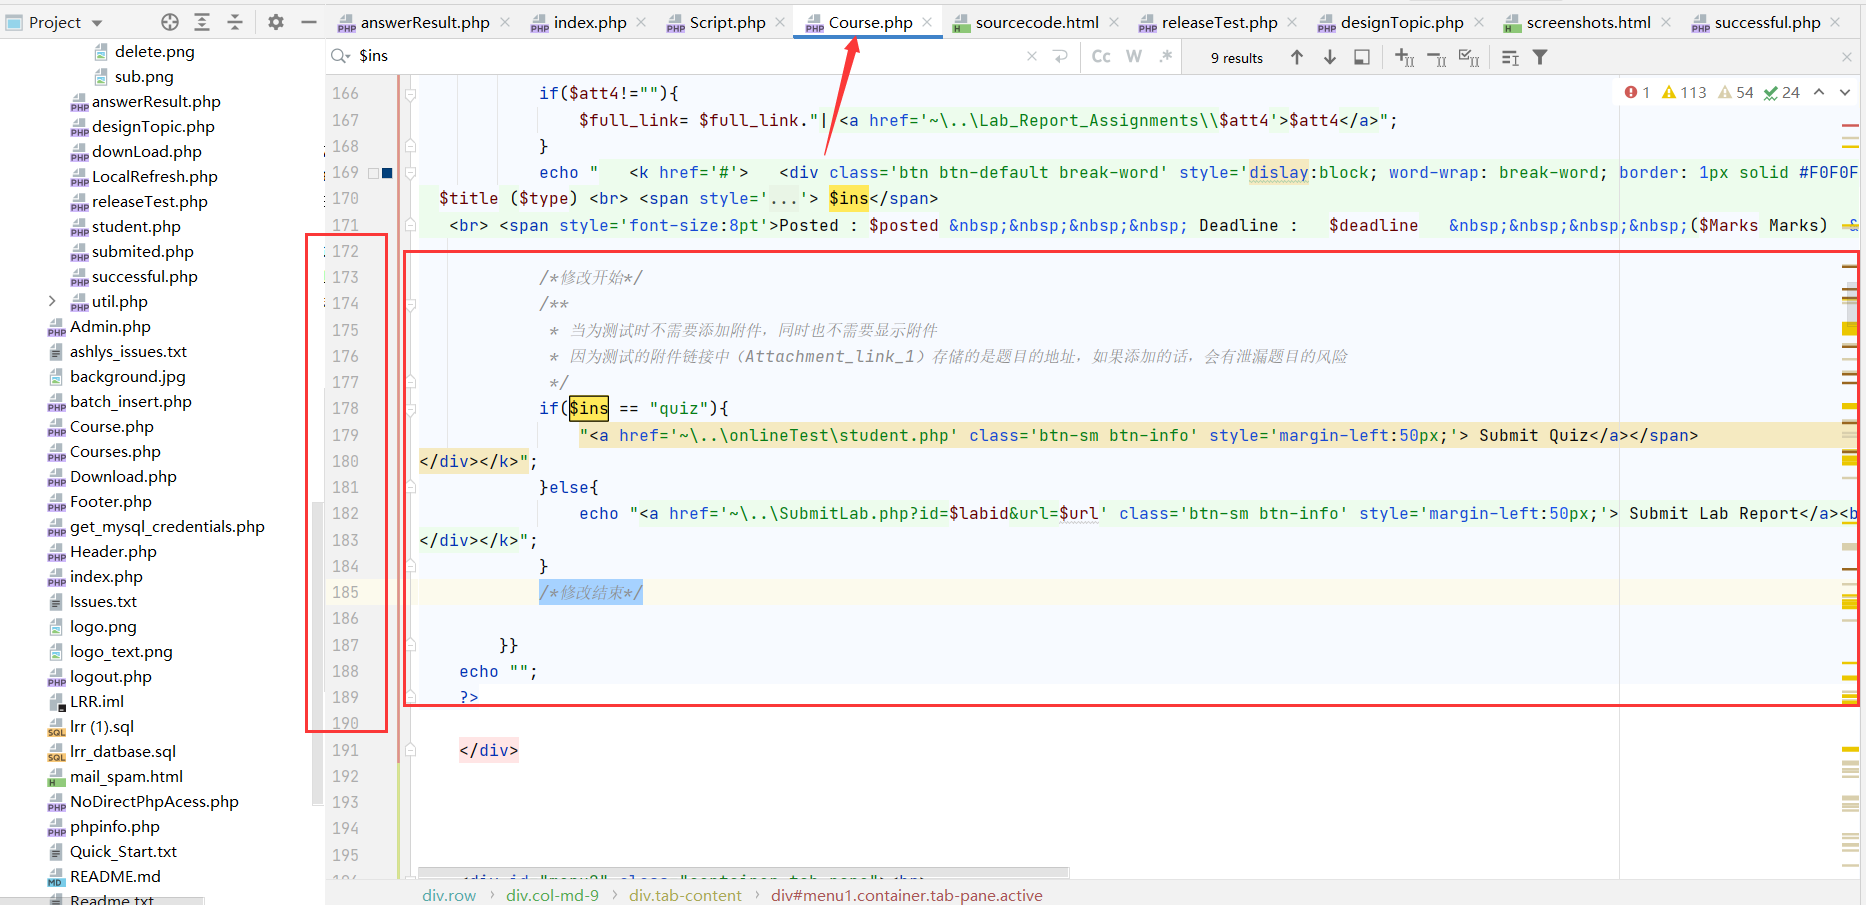 Project
answerResult.php
index.php
Script.php
Course.php
sourcecode.html
releaseTest.php
designTopic.php
screenshots.html
successful.php
$ins
Cc
W
.*
9 results
delete.png
sub.png
answerResult.php
designTopic.php
downLoad.php
LocalRefresh.php
releaseTest.php
student.php
submited.php
successful.php
util.php
Admin.php
ashlys_issues.txt
background.jpg
batch_insert.php
Course.php
Courses.php
Download.php
Footer.php
get_mysql_credentials.php
Header.php
index.php
Issues.txt
logo.png
logo_text.png
logout.php
LRR.iml
lrr (1).sql
lrr_datbase.sql
mail_spam.html
NoDirectPhpAcess.php
phpinfo.php
Quick_Start.txt
README.md
Readme.txt
1 113 54 24
166 if($att4!=""){
167 $full_link= $full_link."| <a href='~\..\Lab_Report_Assignments\\$att4'>$att4</a>";
168 }
169 echo " <k href='#'> <div class='btn btn-default break-word' style='dislay:block; word-wrap: break-word; border: 1px solid #F0F0F
170 $title ($type) <br> <span style='...'> $ins</span>
171 <br> <span style='font-size:8pt'>Posted : $posted &nbsp;&nbsp;&nbsp;&nbsp; Deadline : $deadline &nbsp;&nbsp;&nbsp;&nbsp;($Marks Marks) &
172
173 /*修改开始*/
174 /**
175 * 当为测试时不需要添加附件，同时也不需要显示附件
176 * 因为测试的附件链接中（Attachment_link_1）存储的是题目的地址，如果添加的话，会有泄漏题目的风险
177 */
178 if($ins == "quiz"){
179 "<a href='~\..\onlineTest\student.php' class='btn-sm btn-info' style='margin-left:50px;'> Submit Quiz</a></span>
180 </div></k>";
181 }else{
182 echo "<a href='~\..\SubmitLab.php?id=$labid&url=$url' class='btn-sm btn-info' style='margin-left:50px;'> Submit Lab Report</a><b
183 </div></k>";
184 }
185 /*修改结束*/
186
187 }}
188 echo "";
189 ?>
190
191 </div>
192
193
194
195
div.row › div.col-md-9 › div.tab-content › div#menu1.container.tab-pane.active